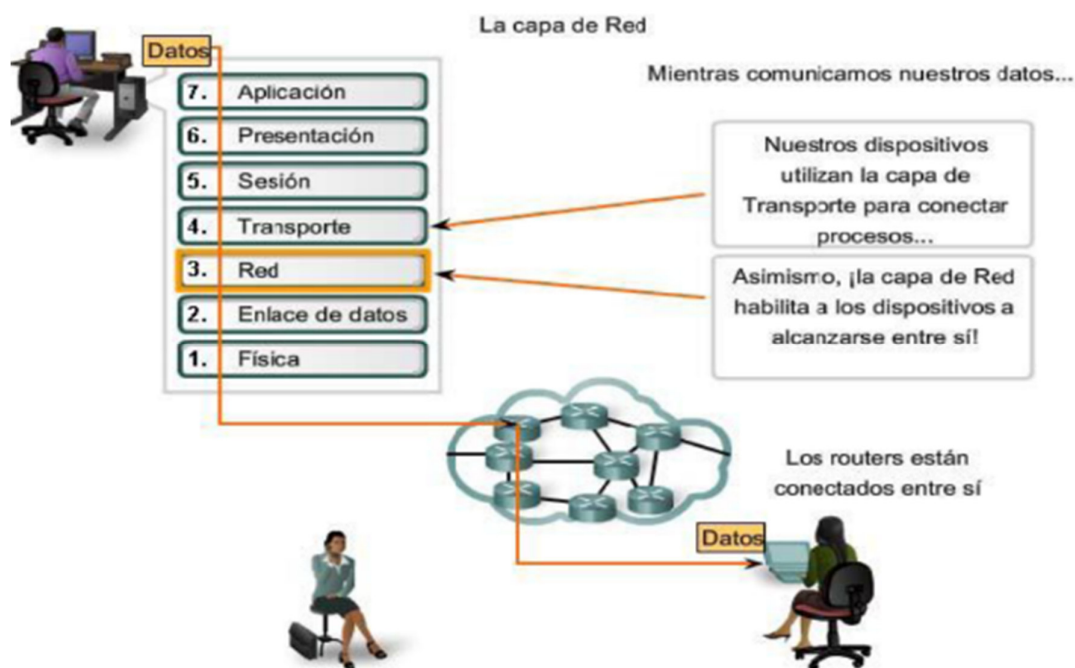 La capa de Red
Datos
Mientras comunicamos nuestros datos...
7. Aplicación
6. Presentación
5. Sesión
4. Transporte
3. Red
2. Enlace de datos
1. Física
Nuestros dispositivos
utilizan la capa de
Transporte para conectar
procesos...
Asimismo, ¡la capa de Red
habilita a los dispositivos a
alcanzarse entre sí!
Los routers están
conectados entre sí
Datos